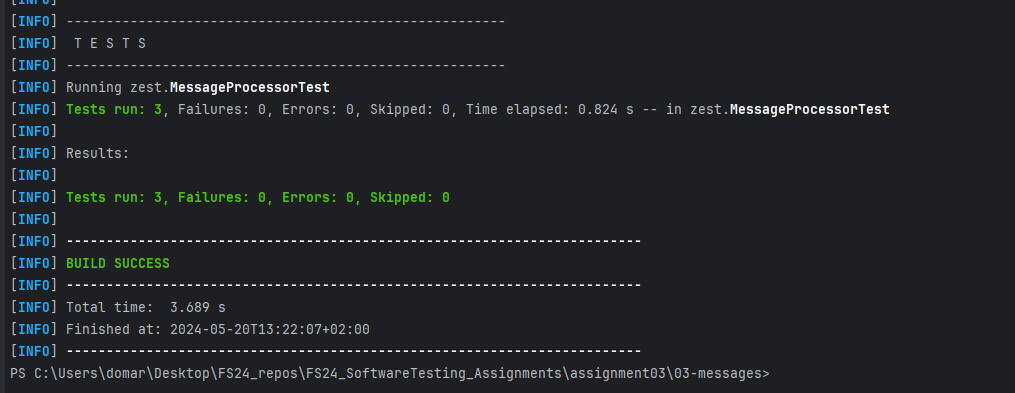 [INFO] -------------------------------------------------------
[INFO]  T E S T S
[INFO] -------------------------------------------------------
[INFO] Running zest.MessageProcessorTest
[INFO] Tests run: 3, Failures: 0, Errors: 0, Skipped: 0, Time elapsed: 0.824 s -- in zest.MessageProcessorTest
[INFO]
[INFO] Results:
[INFO]
[INFO] Tests run: 3, Failures: 0, Errors: 0, Skipped: 0
[INFO]
[INFO] ------------------------------------------------------------------------
[INFO] BUILD SUCCESS
[INFO] ------------------------------------------------------------------------
[INFO] Total time:  3.689 s
[INFO] Finished at: 2024-05-20T13:22:07+02:00
[INFO] ------------------------------------------------------------------------
PS C:\Users\domar\Desktop\FS24_repos\FS24_SoftwareTesting_Assignments\assignment03\03-messages>